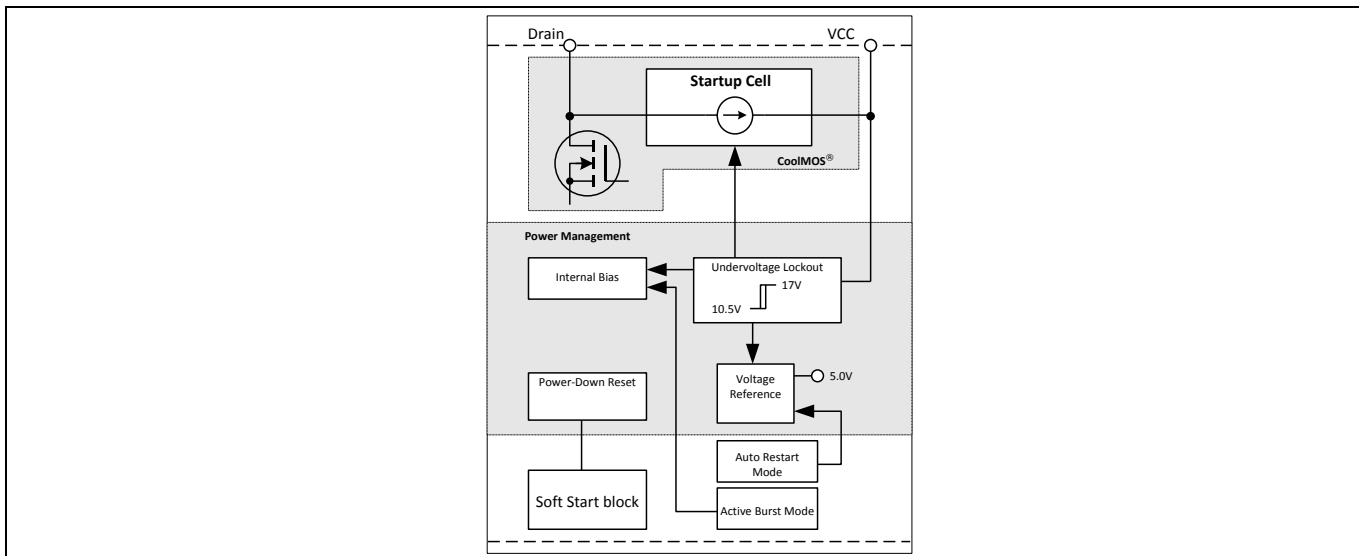 Drain
VCC
Startup Cell
CoolMOS®
Power Management
Internal Bias
Undervoltage Lockout
17V
10.5V
Power-Down Reset
Voltage
Reference
5.0V
Auto Restart
Mode
Soft Start block
Active Burst Mode